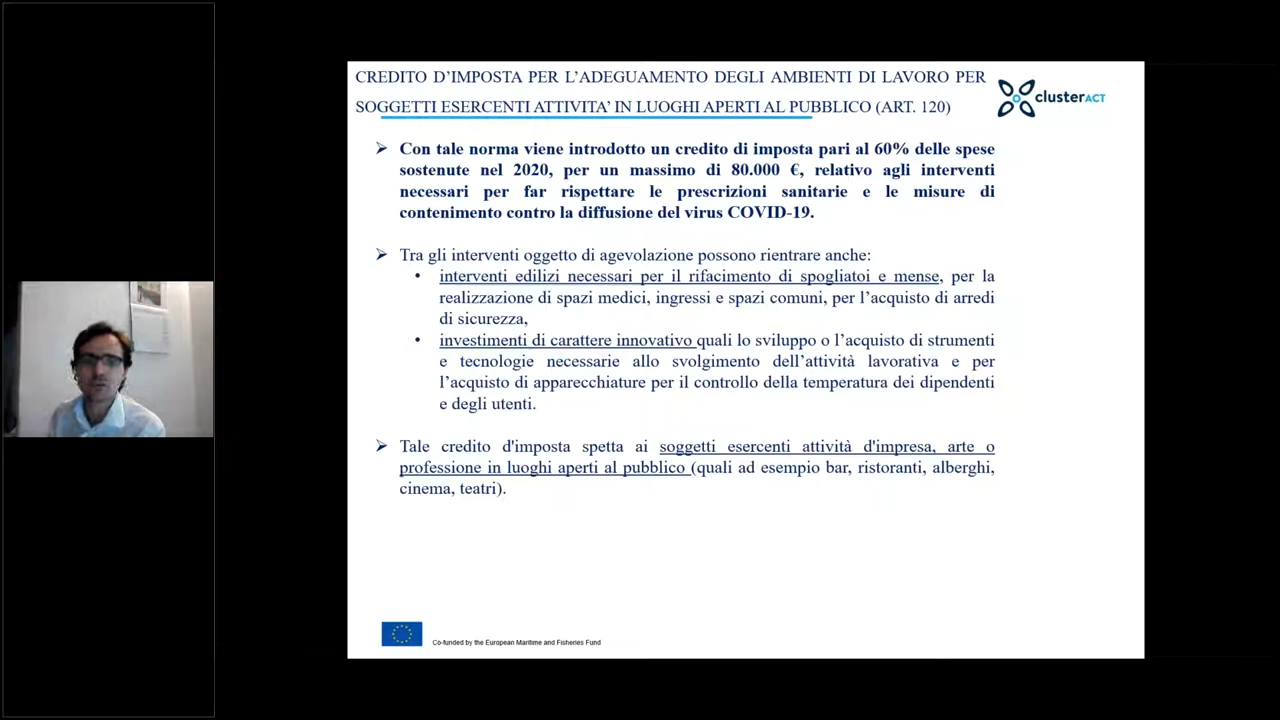 CREDITO D’IMPOSTA PER L’ADEGUAMENTO DEGLI AMBIENTI DI LAVORO PER
SOGGETTI ESERCENTI ATTIVITA’ IN LUOGHI APERTI AL PUBBLICO (ART. 120)
clusterACT
➢ Con tale norma viene introdotto un credito di imposta pari al 60% delle spese
sostenute nel 2020, per un massimo di 80.000 €, relativo agli interventi
necessari per far rispettare le prescrizioni sanitarie e le misure di
contenimento contro la diffusione del virus COVID-19.
➢ Tra gli interventi oggetto di agevolazione possono rientrare anche:
• interventi edilizi necessari per il rifacimento di spogliatoi e mense, per la
realizzazione di spazi medici, ingressi e spazi comuni, per l’acquisto di arredi
di sicurezza,
• investimenti di carattere innovativo quali lo sviluppo o l’acquisto di strumenti
e tecnologie necessarie allo svolgimento dell’attività lavorativa e per
l’acquisto di apparecchiature per il controllo della temperatura dei dipendenti
e degli utenti.
➢ Tale credito d'imposta spetta ai soggetti esercenti attività d'impresa, arte o
professione in luoghi aperti al pubblico (quali ad esempio bar, ristoranti, alberghi,
cinema, teatri).
Co-funded by the European Maritime and Fisheries Fund